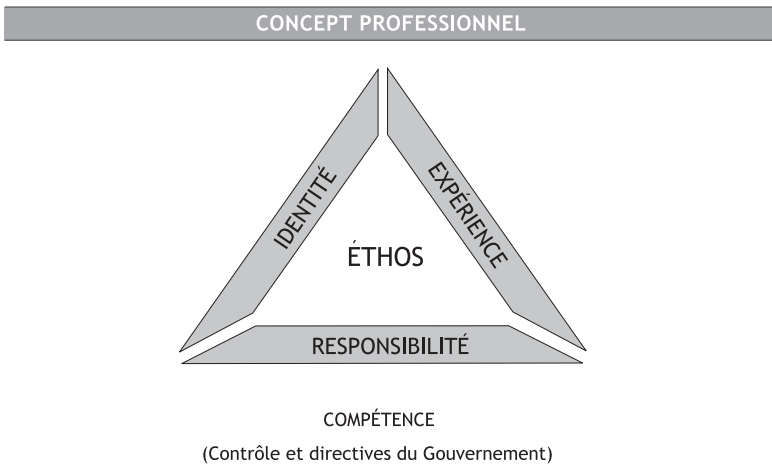 CONCEPT PROFESSIONNEL
IDENTITÉ
EXPÉRIENCE
ÉTHOS
RESPONSIBILITÉ
COMPÉTENCE
(Contrôle et directives du Gouvernement)